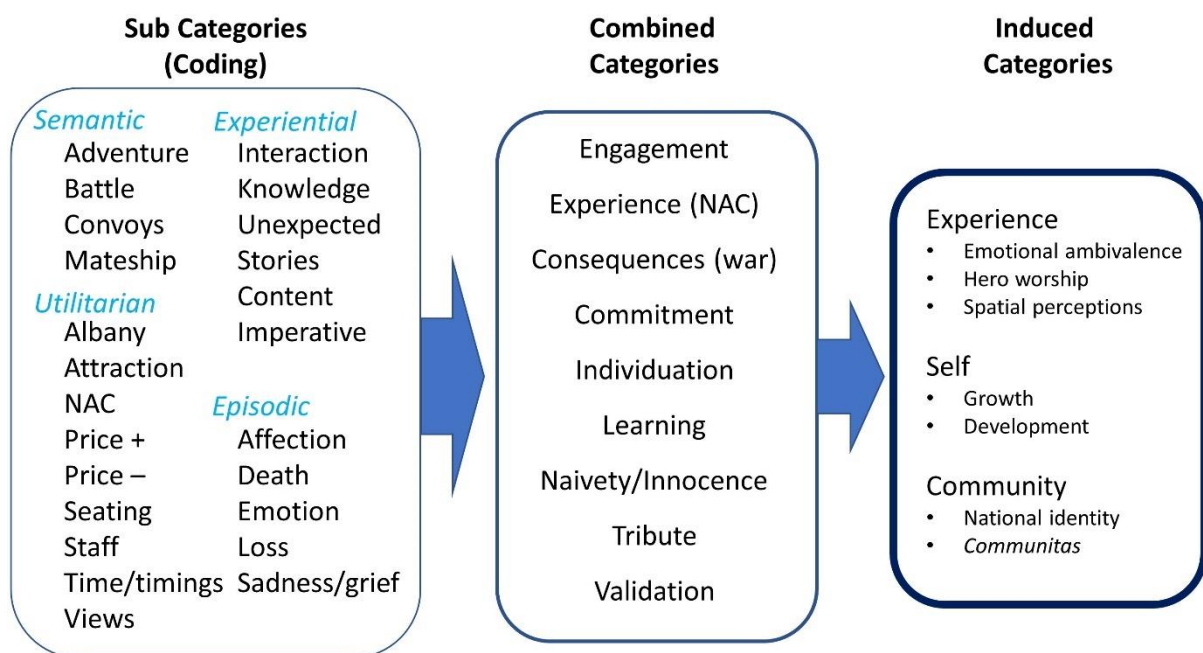 Sub Categories
(Coding)
Semantic
Adventure
Battle
Convoys
Mateship
Utilitarian
Albany
Attraction
NAC
Price +
Price –
Seating
Staff
Time/timings
Views
Experiential
Interaction
Knowledge
Unexpected
Stories
Content
Imperative
Episodic
Affection
Death
Emotion
Loss
Sadness/grief
Combined
Categories
Engagement
Experience (NAC)
Consequences (war)
Commitment
Individuation
Learning
Naivety/Innocence
Tribute
Validation
Induced
Categories
Experience
• Emotional ambivalence
• Hero worship
• Spatial perceptions
Self
• Growth
• Development
Community
• National identity
• Communitas